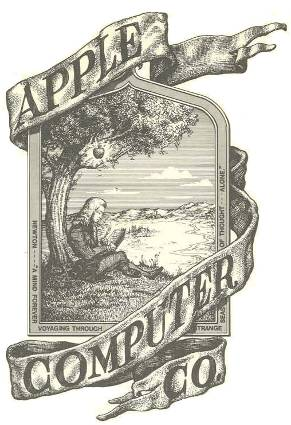 APPLE
COMPUTER
CO.
NEWTON --- "A MIND FOREVER
VOYAGING THROUGH
STRANGE
SEAS OF THOUGHT --- ALONE."